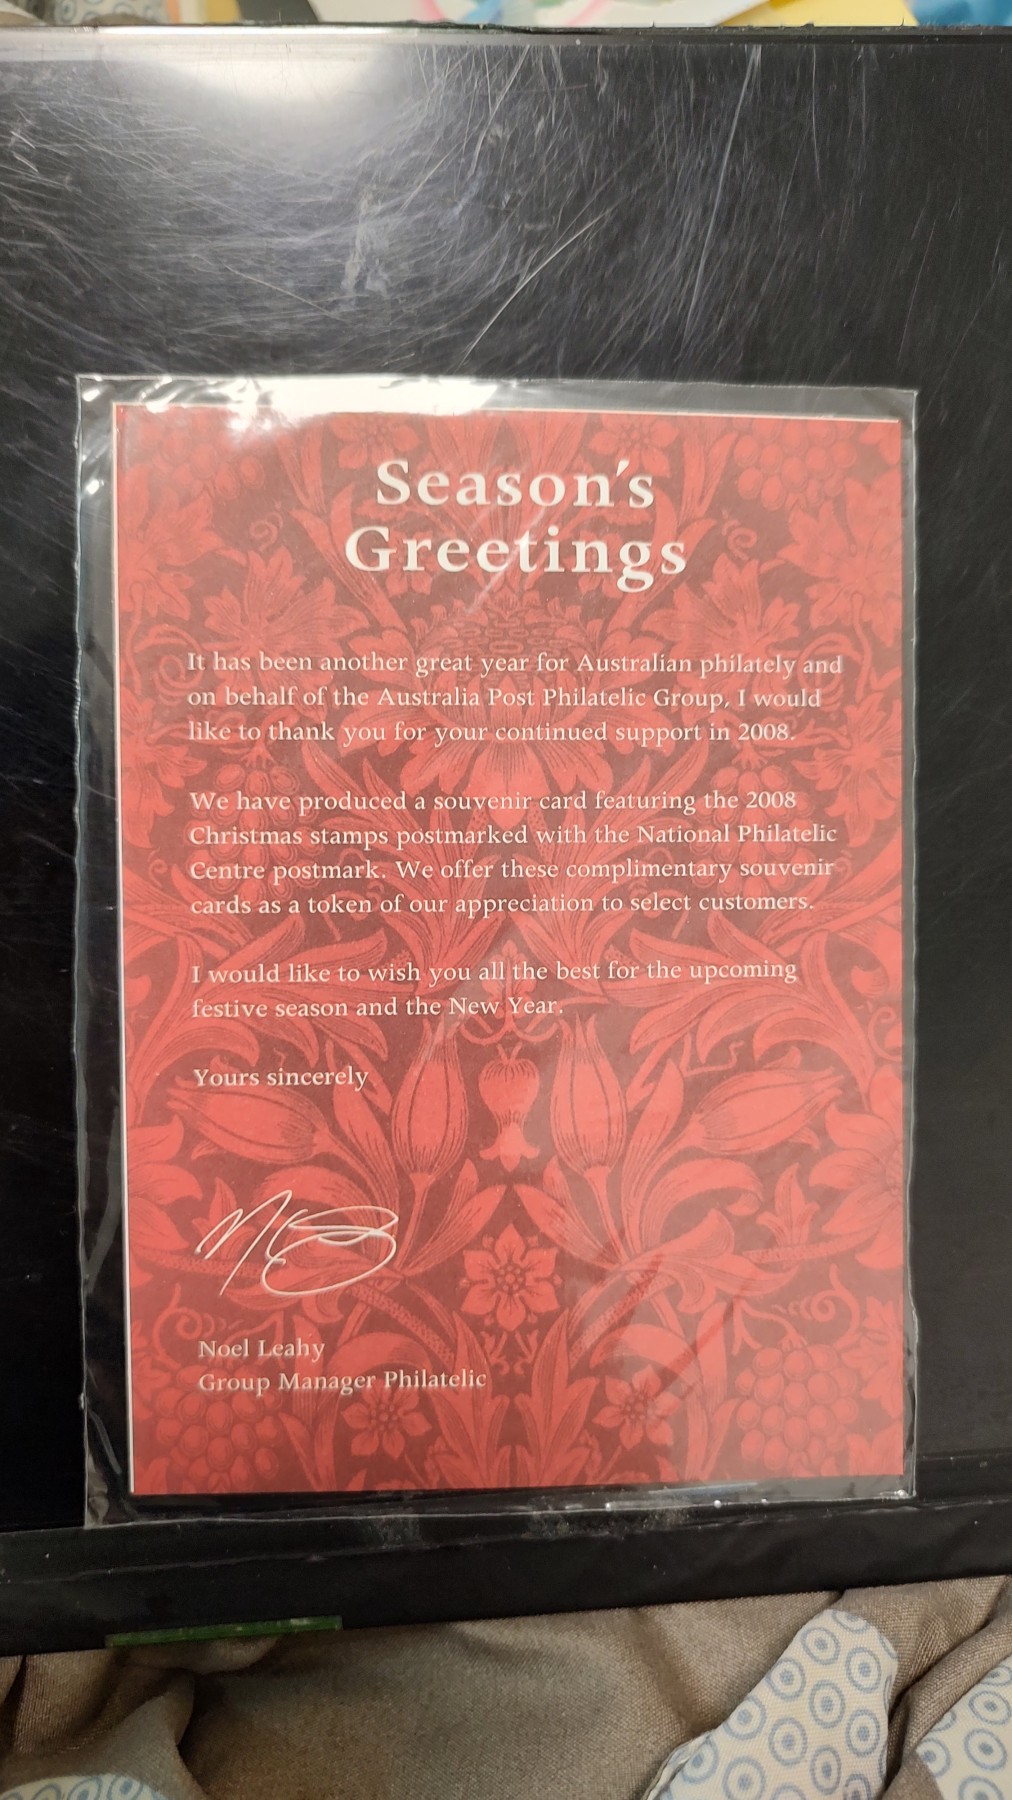 Season's
Greetings
It has been another great year for Australian philately and
on behalf of the Australia Post Philatelic Group, I would
like to thank you for your continued support in 2008.
We have produced a souvenir card featuring the 2008
Christmas stamps postmarked with the National Philatelic
Centre postmark. We offer these complimentary souvenir
cards as a token of our appreciation to select customers.
I would like to wish you all the best for the upcoming
festive season and the New Year.
Yours sincerely
Noel Leahy
Group Manager Philatelic